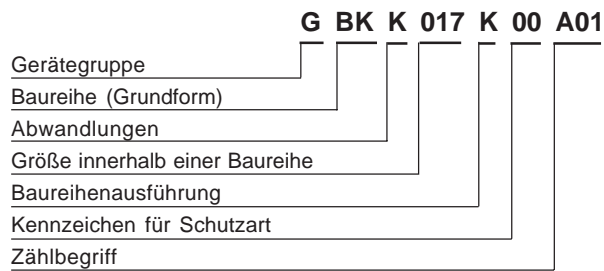 G BK K 017 K 00 A01
Gerätegruppe
Baureihe (Grundform)
Abwandlungen
Größe innerhalb einer Baureihe
Baureihenausführung
Kennzeichen für Schutzart
Zählbegriff